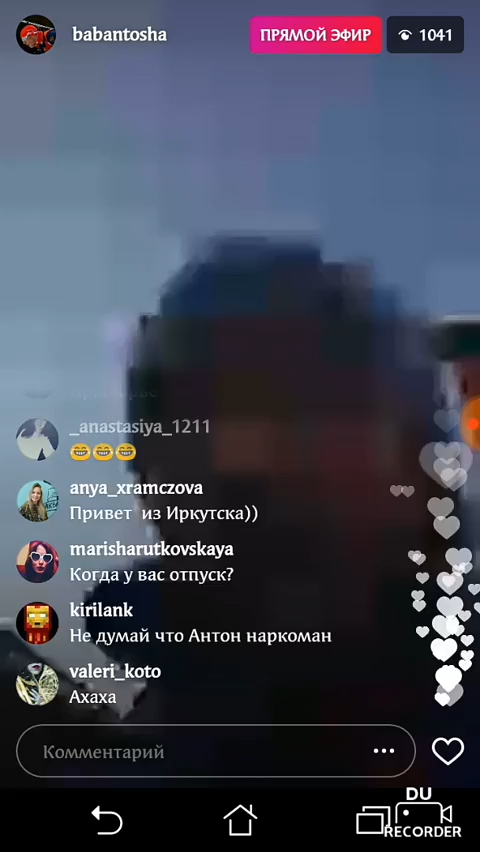 babantosha
ПРЯМОЙ ЭФИР
1041
_anastasiya_1211
😂😂😂
anya_xramczova
Привет из Иркутска))
marisharutkovskaya
Когда у вас отпуск?
kirilank
Не думай что Антон наркоман
valeri_koto
Ахаха
Комментарий
DU
RECORDER